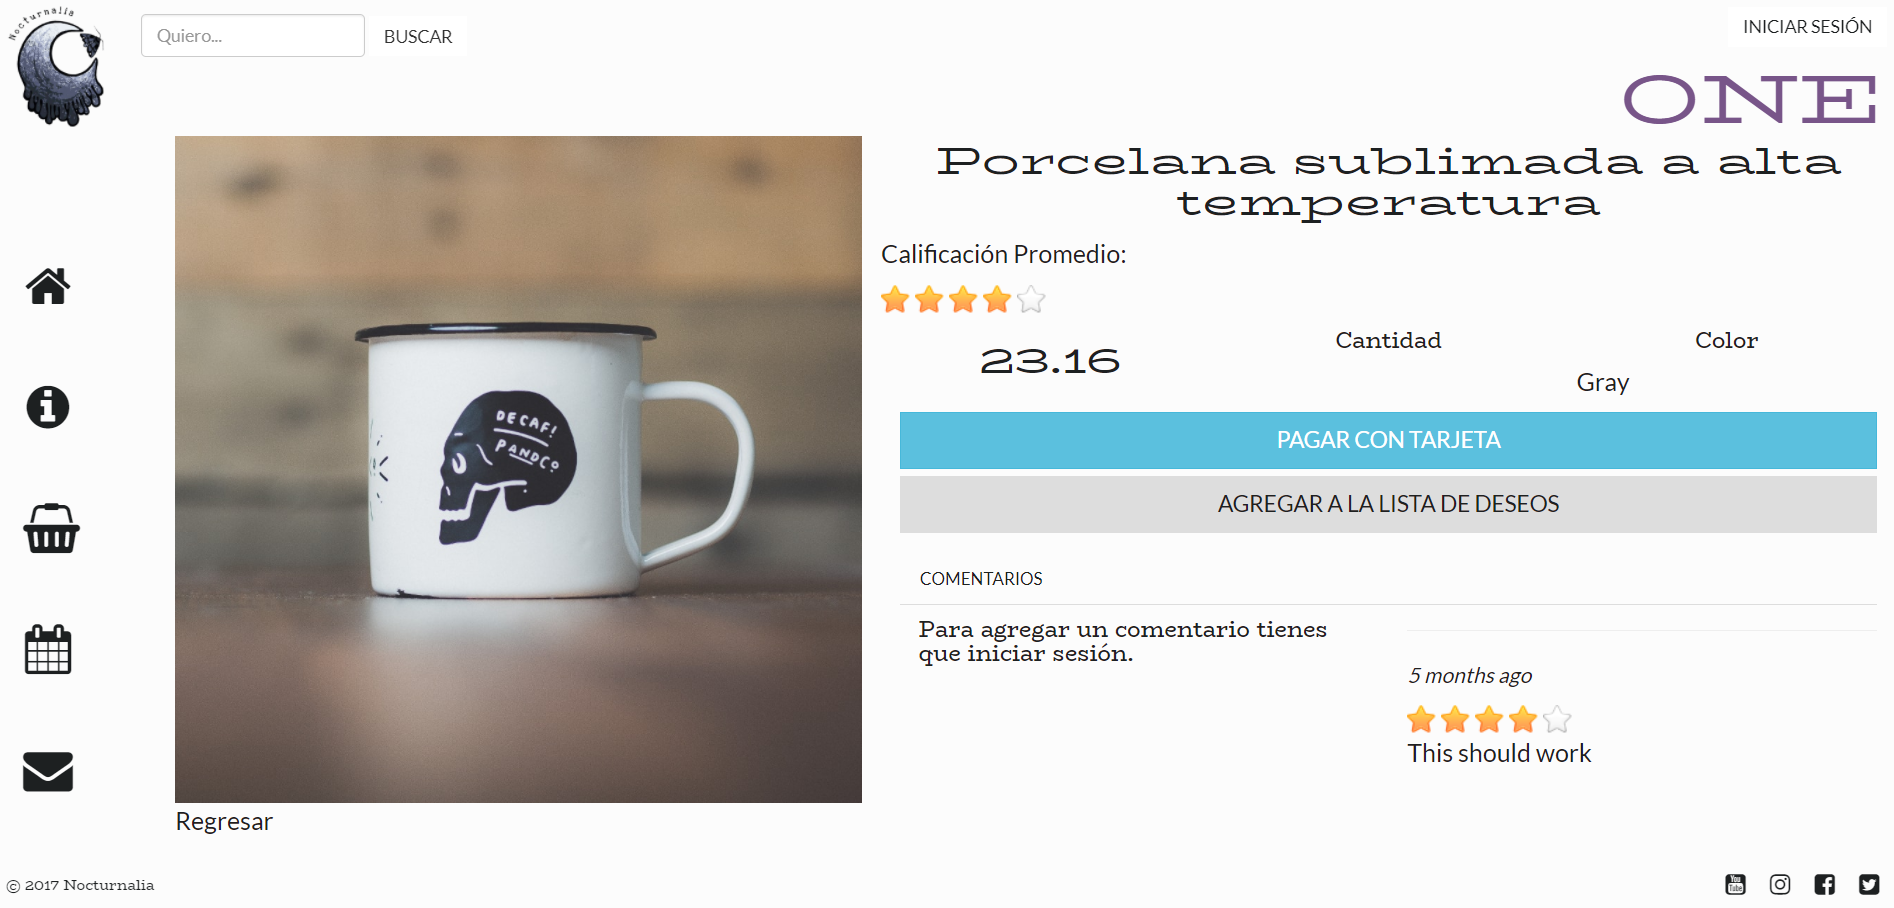 Nocturnalia
Quiero...
BUSCAR
INICIAR SESIÓN
ONE
Porcelana sublimada a alta
temperatura
Calificación Promedio:
23.16
Cantidad
Color
Gray
DECAF!
PANDCO
PAGAR CON TARJETA
AGREGAR A LA LISTA DE DESEOS
COMENTARIOS
Para agregar un comentario tienes
que iniciar sesión.
5 months ago
This should work
Regresar
© 2017 Nocturnalia
You
Tube